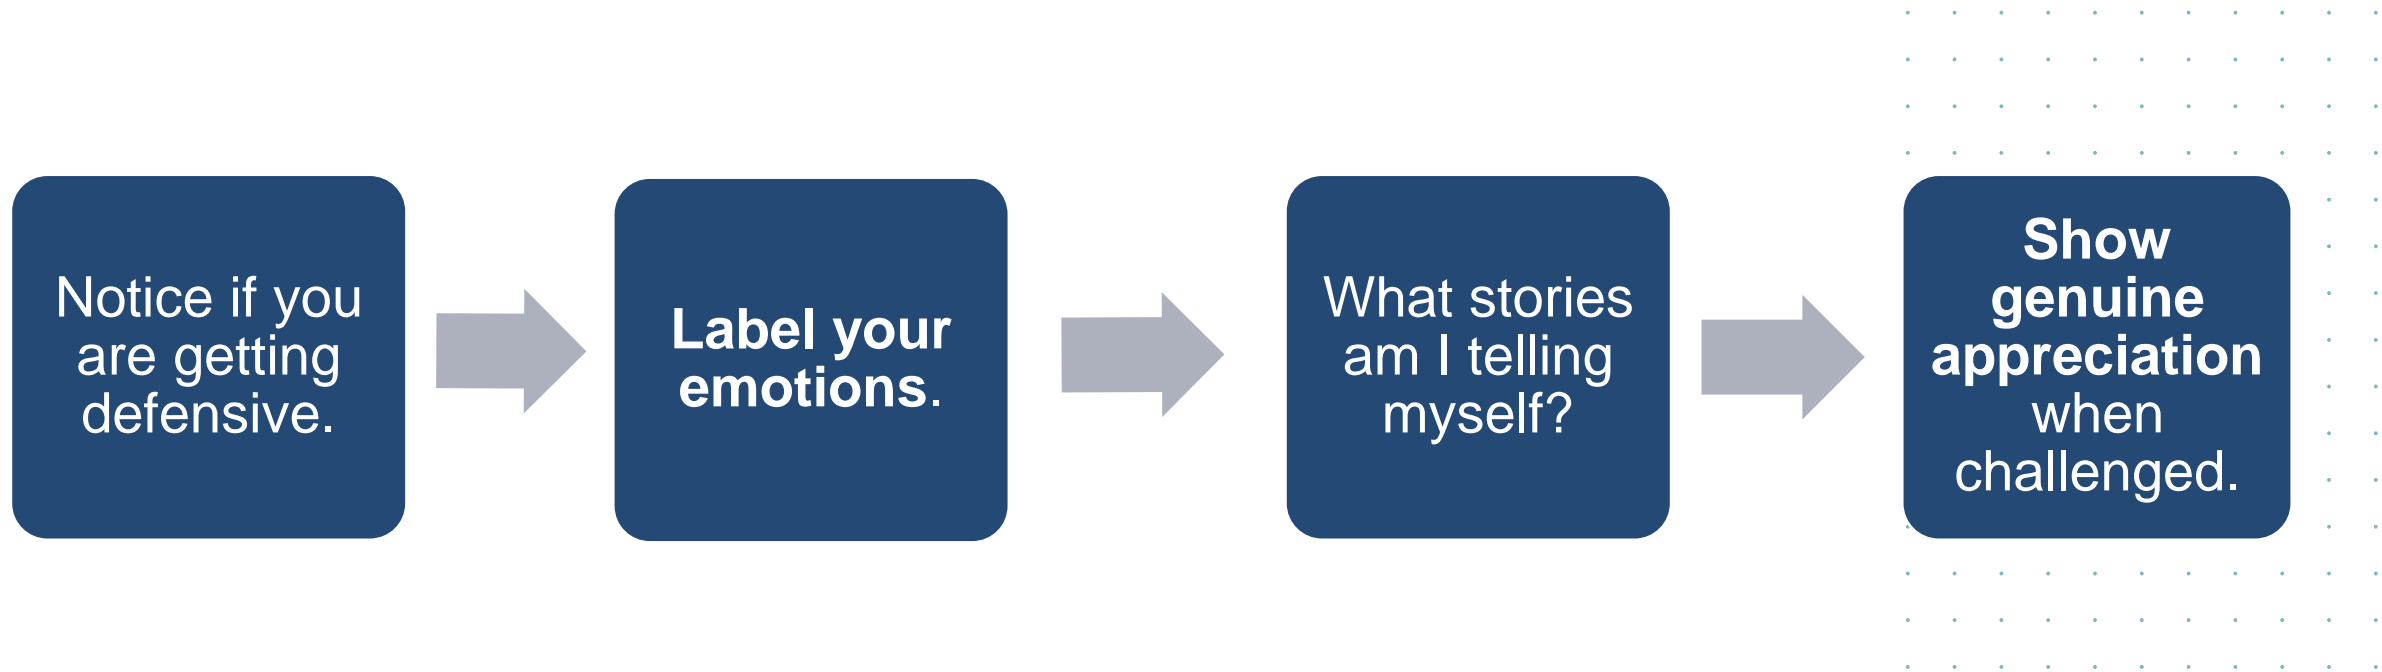 Notice if you
are getting
defensive.
Label your
emotions.
What stories
am I telling
myself?
Show
genuine
appreciation
when
challenged.